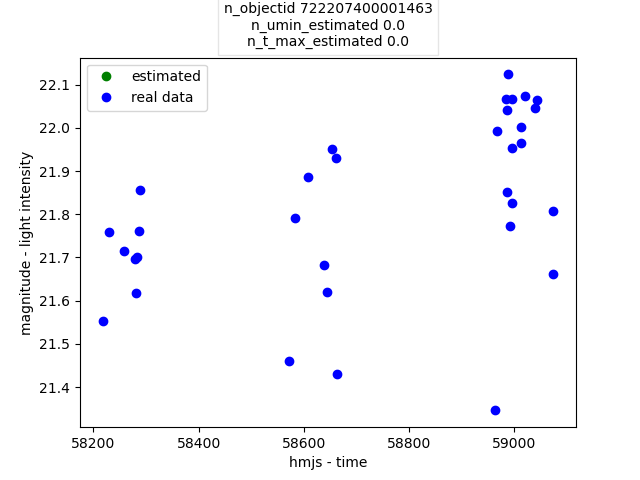 n_objectid 722207400001463
n_umin_estimated 0.0
n_t_max_estimated 0.0
estimated
real data
22.1
22.0
21.9
21.8
21.7
21.6
21.5
21.4
magnitude - light intensity
58200 58400 58600 58800 59000
hmjs - time